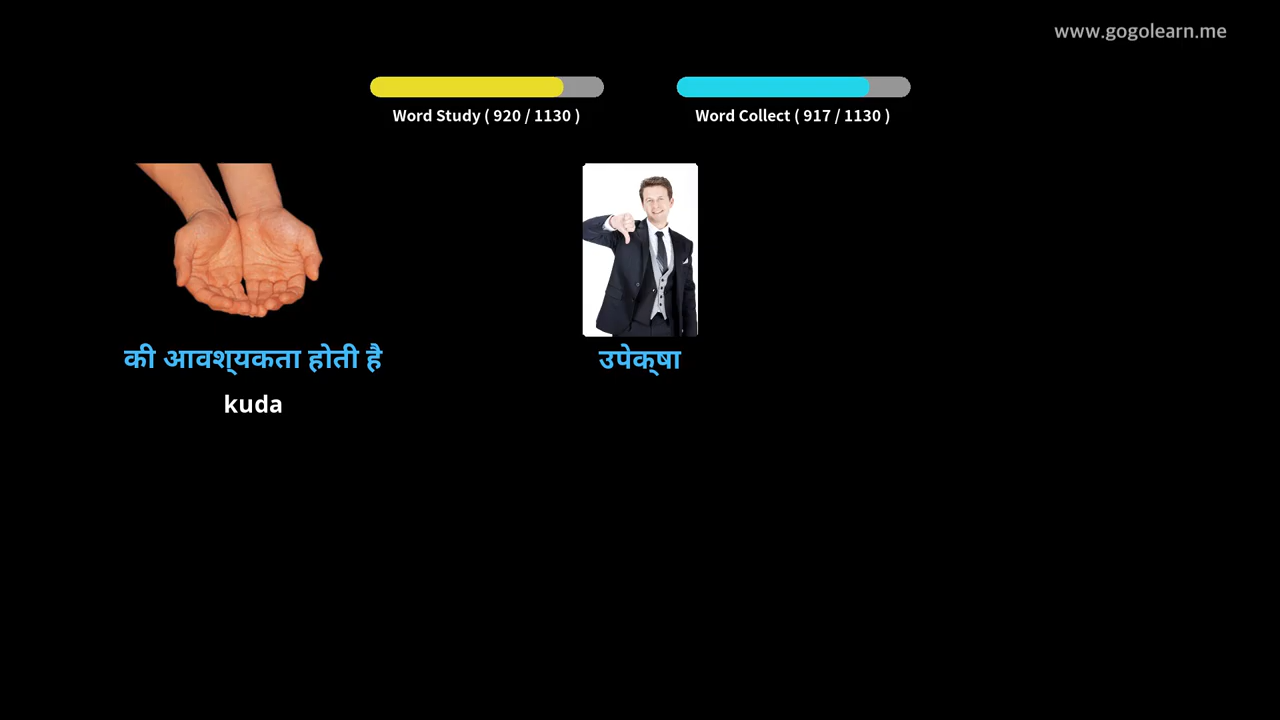 www.gogolearn.me
Word Study ( 920 / 1130 )
Word Collect ( 917 / 1130 )
की आवश्यकता होती है
kuda
उपेक्षा